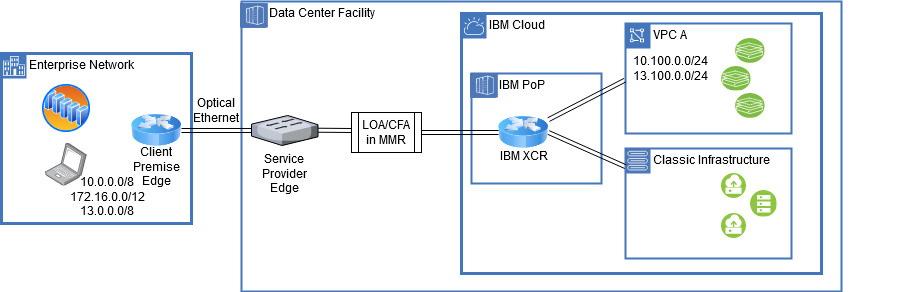 Data Center Facility
IBM Cloud
VPC A
10.100.0.0/24
13.100.0.0/24
Enterprise Network
IBM PoP
Optical
Ethernet
LOA/CFA
in MMR
Client
Premise
Edge
Service
Provider
Edge
IBM XCR
Classic Infrastructure
10.0.0.0/8
172.16.0.0/12
13.0.0.0/8